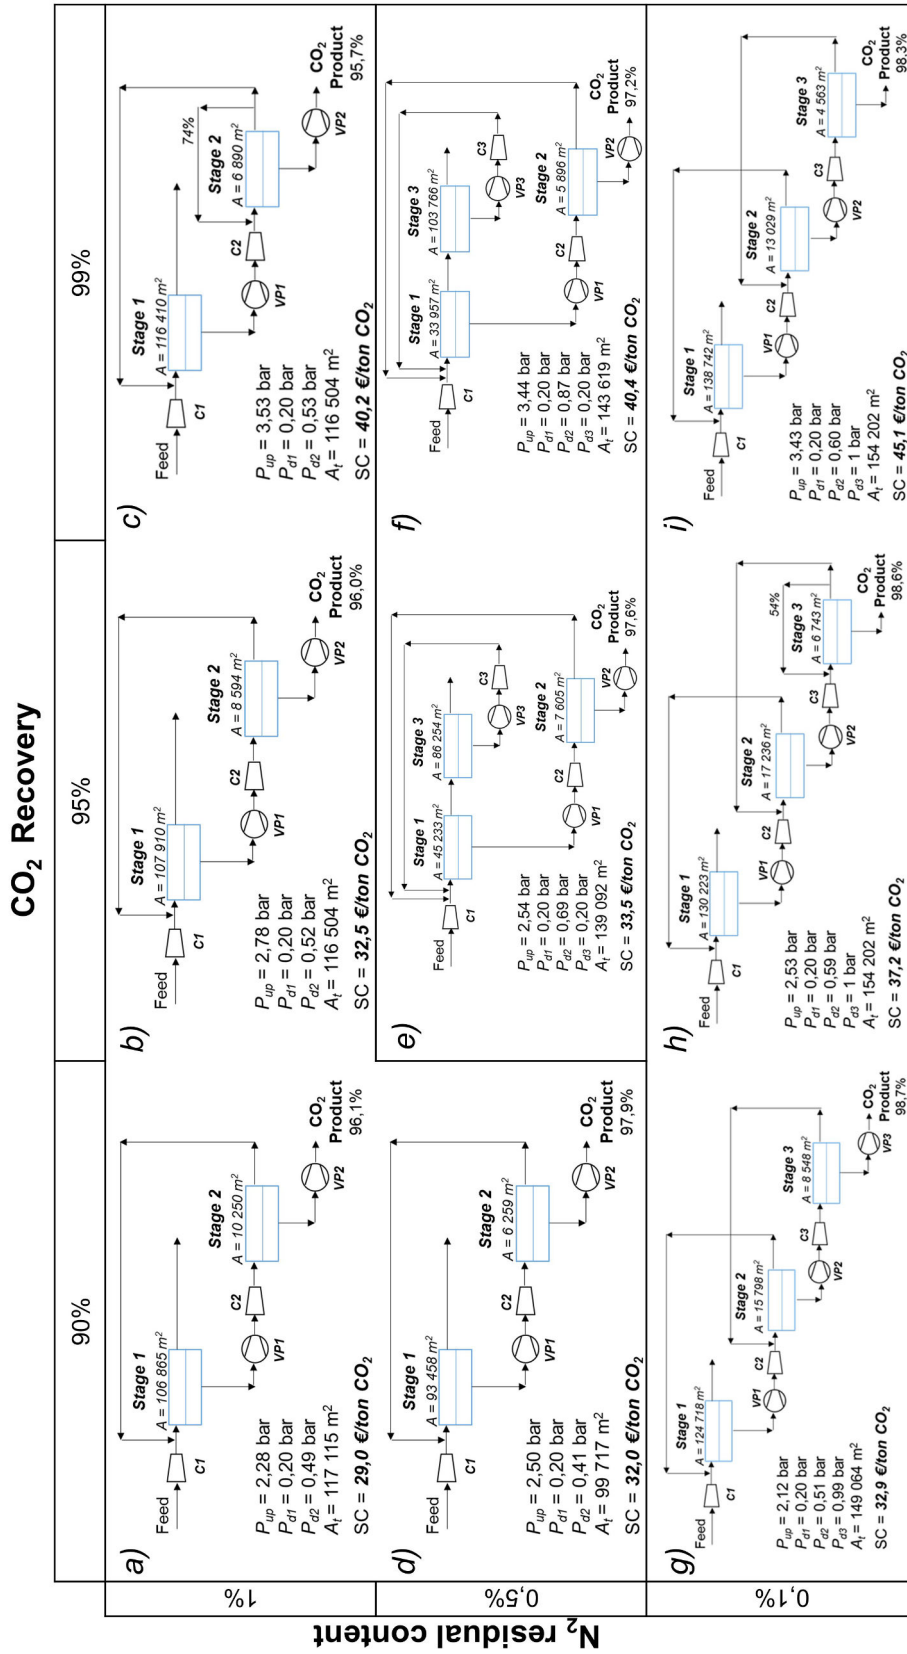 CO2 Recovery
90%
95%
99%
N2 residual content
1%
0,5%
0,1%
a)
Feed
C1
Stage 1
A = 106 865 m²
VP1
C2
Stage 2
A = 10 250 m²
VP2
CO2
Product
96,1%
Pup = 2,28 bar
Pd1 = 0,20 bar
Pd2 = 0,49 bar
At = 117 115 m²
SC = 29,0 €/ton CO2
b)
Feed
C1
Stage 1
A = 107 910 m²
VP1
C2
Stage 2
A = 8 594 m²
VP2
CO2
Product
96,0%
Pup = 2,78 bar
Pd1 = 0,20 bar
Pd2 = 0,52 bar
At = 116 504 m²
SC = 32,5 €/ton CO2
c)
Feed
C1
Stage 1
A = 116 410 m²
VP1
C2
74%
Stage 2
A = 6 890 m²
VP2
CO2
Product
95,7%
Pup = 3,53 bar
Pd1 = 0,20 bar
Pd2 = 0,53 bar
At = 116 504 m²
SC = 40,2 €/ton CO2
d)
Feed
C1
Stage 1
A = 93 458 m²
VP1
C2
Stage 2
A = 6 259 m²
VP2
CO2
Product
97,9%
Pup = 2,50 bar
Pd1 = 0,20 bar
Pd2 = 0,41 bar
At = 99 717 m²
SC = 32,0 €/ton CO2
e)
Feed
C1
Stage 1
A = 45 233 m²
Stage 3
A = 86 254 m²
VP3
C3
VP1
C2
Stage 2
A = 7 605 m²
VP2
CO2
Product
97,6%
Pup = 2,54 bar
Pd1 = 0,20 bar
Pd2 = 0,69 bar
Pd3 = 0,20 bar
At = 139 092 m²
SC = 33,5 €/ton CO2
f)
Feed
C1
Stage 1
A = 33 957 m²
Stage 3
A = 103 766 m²
VP3
C3
VP1
C2
Stage 2
A = 5 896 m²
VP2
CO2
Product
97,2%
Pup = 3,44 bar
Pd1 = 0,20 bar
Pd2 = 0,87 bar
Pd3 = 0,20 bar
At = 143 619 m²
SC = 40,4 €/ton CO2
g)
Feed
C1
Stage 1
A = 124 718 m²
VP1
C2
Stage 2
A = 15 798 m²
VP2
C3
Stage 3
A = 8 548 m²
VP3
CO2
Product
98,7%
Pup = 2,12 bar
Pd1 = 0,20 bar
Pd2 = 0,51 bar
Pd3 = 0,99 bar
At = 149 064 m²
SC = 32,9 €/ton CO2
h)
Feed
C1
Stage 1
A = 130 223 m²
VP1
C2
Stage 2
A = 17 236 m²
VP2
C3
54%
Stage 3
A = 6 743 m²
CO2
Product
98,6%
Pup = 2,53 bar
Pd1 = 0,20 bar
Pd2 = 0,59 bar
Pd3 = 1 bar
At = 154 202 m²
SC = 37,2 €/ton CO2
i)
Feed
C1
Stage 1
A = 138 742 m²
VP1
C2
Stage 2
A = 13 029 m²
VP2
C3
Stage 3
A = 4 563 m²
CO2
Product
98,3%
Pup = 3,43 bar
Pd1 = 0,20 bar
Pd2 = 0,60 bar
Pd3 = 1 bar
At = 154 202 m²
SC = 45,1 €/ton CO2